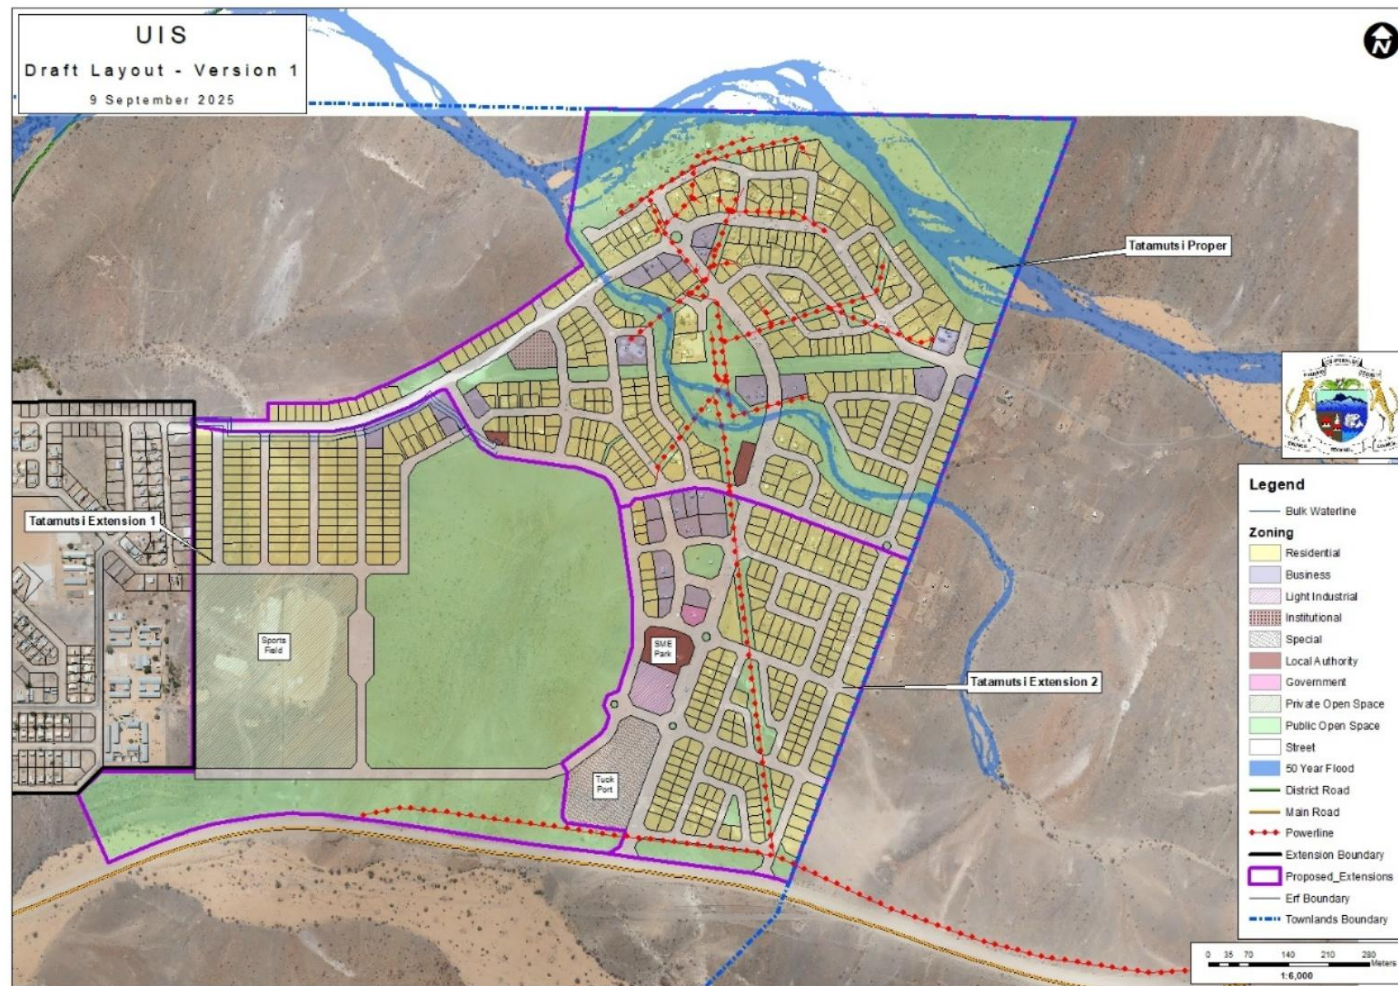 UIS
Draft Layout - Version 1
9 September 2025
N
Tatamutsi Proper
Tatamutsi Extension 1
Sports
Field
SME
Park
Tatamutsi Extension 2
Tuck
Port
Legend
Bulk Waterline
Zoning
Residential
Business
Light Industrial
Institutional
Special
Local Authority
Government
Private Open Space
Public Open Space
Street
50 Year Flood
District Road
Main Road
Powerline
Extension Boundary
Proposed_Extensions
Erf Boundary
Townlands Boundary
0 35 70 140 210 280
Meters
1:6,000